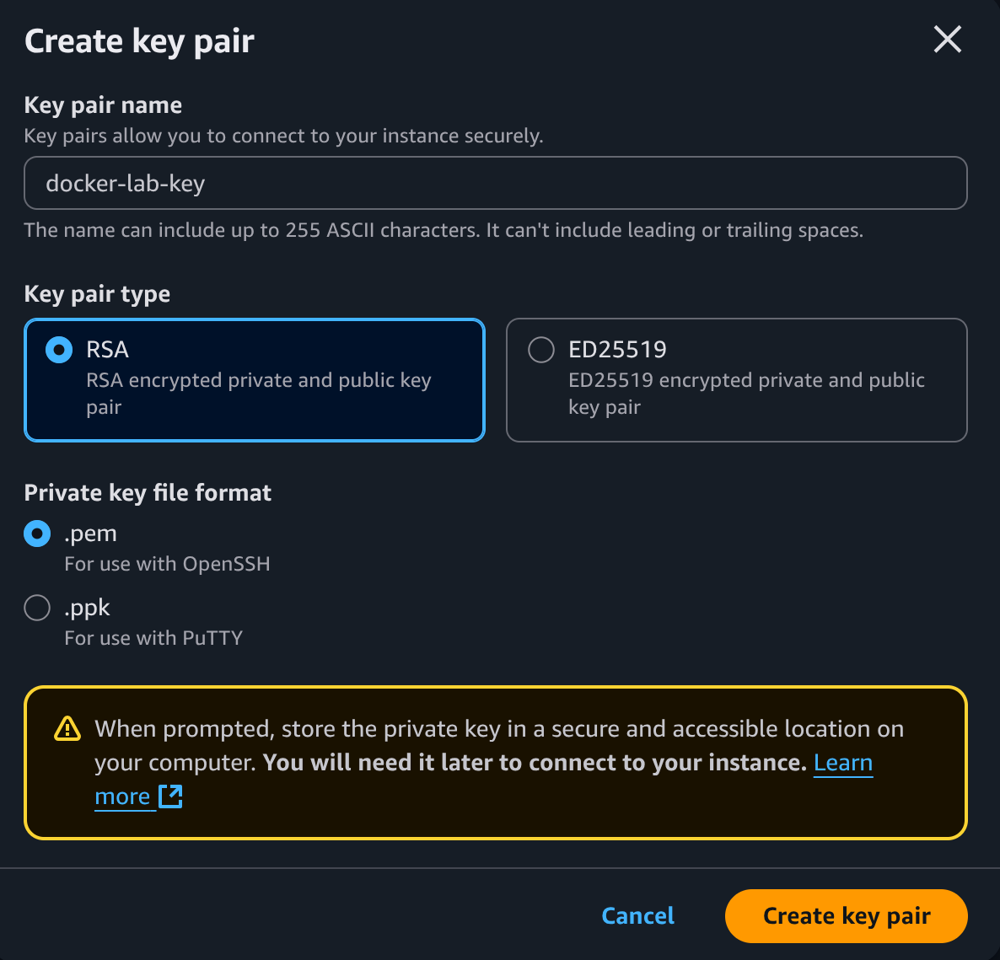 Create key pair
Key pair name
Key pairs allow you to connect to your instance securely.
docker-lab-key
The name can include up to 255 ASCII characters. It can't include leading or trailing spaces.
Key pair type
RSA
RSA encrypted private and public key
pair
ED25519
ED25519 encrypted private and public
key pair
Private key file format
.pem
For use with OpenSSH
.ppk
For use with PuTTY
When prompted, store the private key in a secure and accessible location on
your computer. You will need it later to connect to your instance. Learn
more
Cancel
Create key pair